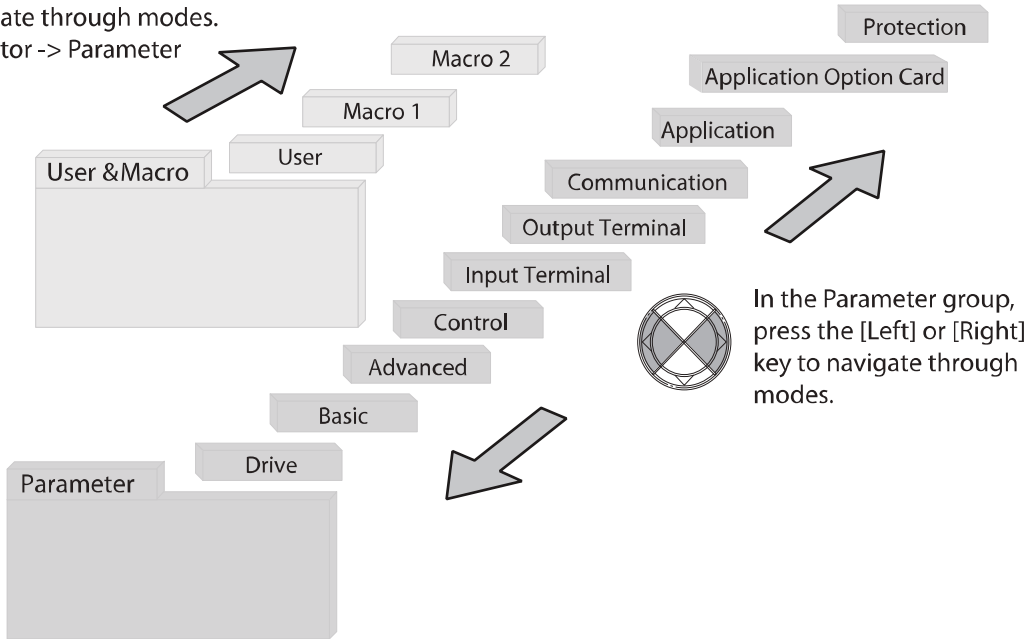 ate through modes.
tor -> Parameter
Macro 2
Macro 1
User
User &Macro
Protection
Application Option Card
Application
Communication
Output Terminal
Input Terminal
Control
Advanced
Basic
Drive
Parameter
In the Parameter group,
press the [Left] or [Right]
key to navigate through
modes.